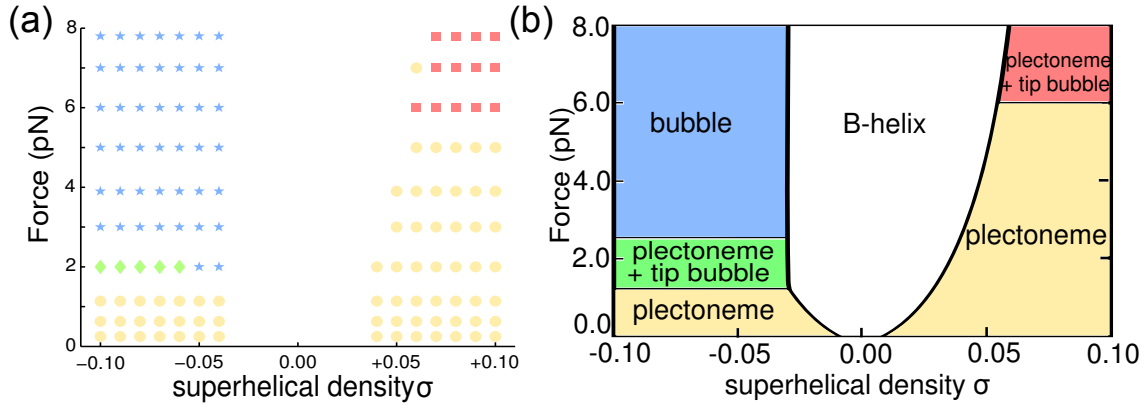 (a)
8
6
4
2
0
Force (pN)
−0.10
−0.05
0.00
+0.05
+0.10
superhelical densityσ
(b)
8.0
6.0
4.0
2.0
0.0
Force (pN)
bubble
B-helix
plectoneme
+ tip bubble
plectoneme
plectoneme
+ tip bubble
plectoneme
-0.10
-0.05
0.00
0.05
0.10
superhelical density σ